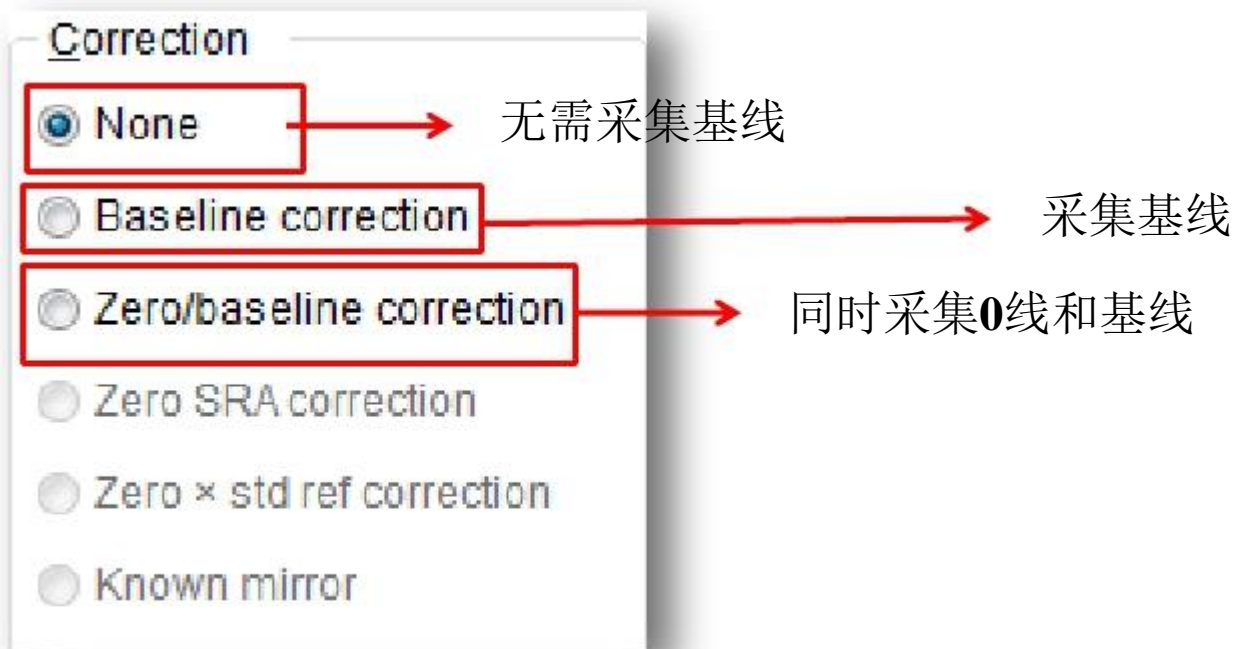 Correction
None
无需采集基线
Baseline correction
采集基线
Zero/baseline correction
同时采集0线和基线
Zero SRA correction
Zero × std ref correction
Known mirror